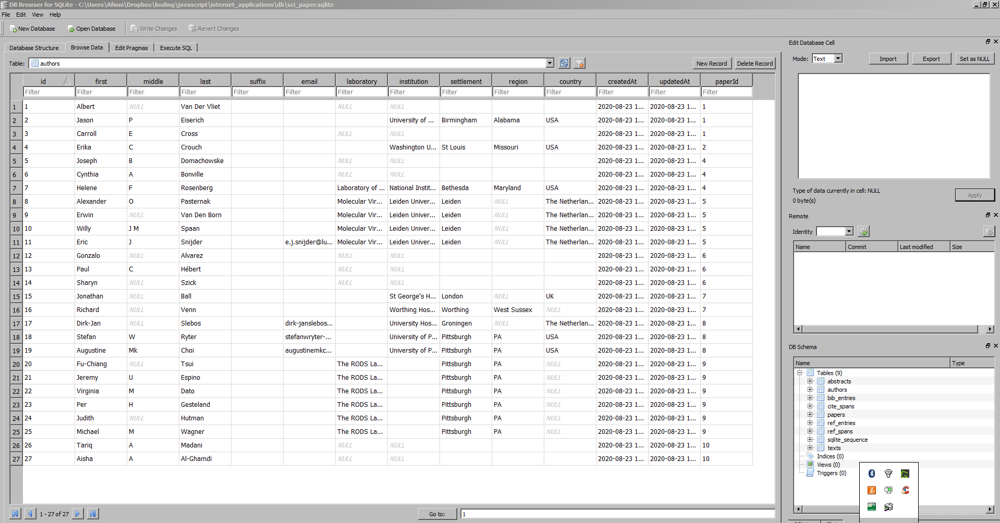 DB Browser for SQLite - C:\Users\Afioni\Dropbox\koding\javascript\internet_applications\db\sci_paper.sqlite
File Edit View Help
New Database Open Database Write Changes Revert Changes
Database Structure Browse Data Edit Pragmas Execute SQL
Table: authors New Record Delete Record
id first middle last suffix email laboratory institution settlement region country createdAt updatedAt paperId
Filter Filter Filter Filter Filter Filter Filter Filter Filter Filter Filter Filter Filter Filter
1 1 Albert NULL Van Der Vliet NULL NULL 2020-08-23 1... 2020-08-23 1... 1
2 2 Jason P Eiserich University of ... Birmingham Alabama USA 2020-08-23 1... 2020-08-23 1... 1
3 3 Carroll E Cross NULL NULL 2020-08-23 1... 2020-08-23 1... 1
4 4 Erika C Crouch Washington U... St Louis Missouri USA 2020-08-23 1... 2020-08-23 1... 2
5 5 Joseph B Domachowske NULL NULL 2020-08-23 1... 2020-08-23 1... 4
6 6 Cynthia A Bonville NULL NULL 2020-08-23 1... 2020-08-23 1... 4
7 7 Helene F Rosenberg Laboratory of ... National Instit... Bethesda Maryland USA 2020-08-23 1... 2020-08-23 1... 4
8 8 Alexander O Pasternak Molecular Vir... Leiden Univer... Leiden NULL The Netherlan... 2020-08-23 1... 2020-08-23 1... 5
9 9 Erwin NULL Van Den Born Molecular Vir... Leiden Univer... Leiden NULL The Netherlan... 2020-08-23 1... 2020-08-23 1... 5
10 10 Willy J M Spaan Molecular Vir... Leiden Univer... Leiden NULL The Netherlan... 2020-08-23 1... 2020-08-23 1... 5
11 11 Eric J Snijder e.j.snijder@lu... Molecular Vir... Leiden Univer... Leiden NULL The Netherlan... 2020-08-23 1... 2020-08-23 1... 5
12 12 Gonzalo NULL Alvarez NULL NULL 2020-08-23 1... 2020-08-23 1... 6
13 13 Paul C Hébert NULL NULL 2020-08-23 1... 2020-08-23 1... 6
14 14 Sharyn NULL Szick NULL NULL 2020-08-23 1... 2020-08-23 1... 6
15 15 Jonathan NULL Ball St George's H... London NULL UK 2020-08-23 1... 2020-08-23 1... 7
16 16 Richard NULL Venn Worthing Hos... Worthing West Sussex NULL 2020-08-23 1... 2020-08-23 1... 7
17 17 Dirk-Jan NULL Slebos dirk-janslebos... University Hos... Groningen NULL The Netherlan... 2020-08-23 1... 2020-08-23 1... 8
18 18 Stefan W Ryter stefanwryter-... University of P... Pittsburgh PA USA 2020-08-23 1... 2020-08-23 1... 8
19 19 Augustine Mk Choi augustinemkc... University of P... Pittsburgh PA USA 2020-08-23 1... 2020-08-23 1... 8
20 20 Fu-Chiang NULL Tsui The RODS La... Pittsburgh PA NULL 2020-08-23 1... 2020-08-23 1... 9
21 21 Jeremy U Espino The RODS La... Pittsburgh PA NULL 2020-08-23 1... 2020-08-23 1... 9
22 22 Virginia M Dato The RODS La... Pittsburgh PA NULL 2020-08-23 1... 2020-08-23 1... 9
23 23 Per H Gesteland The RODS La... Pittsburgh PA NULL 2020-08-23 1... 2020-08-23 1... 9
24 24 Judith NULL Hutman The RODS La... Pittsburgh PA NULL 2020-08-23 1... 2020-08-23 1... 9
25 25 Michael M Wagner The RODS La... Pittsburgh PA NULL 2020-08-23 1... 2020-08-23 1... 9
26 26 Tariq A Madani NULL NULL 2020-08-23 1... 2020-08-23 1... 10
27 27 Aisha A Al-Ghamdi NULL NULL 2020-08-23 1... 2020-08-23 1... 10
1 - 27 of 27 Go to: 1
Edit Database Cell
Mode: Text Import Export Set as NULL
Type of data currently in cell: NULL
0 byte(s)
Apply
Remote
Identity
Name Commit Last modified Size
DB Schema
Name Type
Tables (9)
abstracts
authors
bib_entries
cite_spans
papers
ref_entries
ref_spans
sqlite_sequence
texts
Indices (0)
Views (0)
Triggers (0)